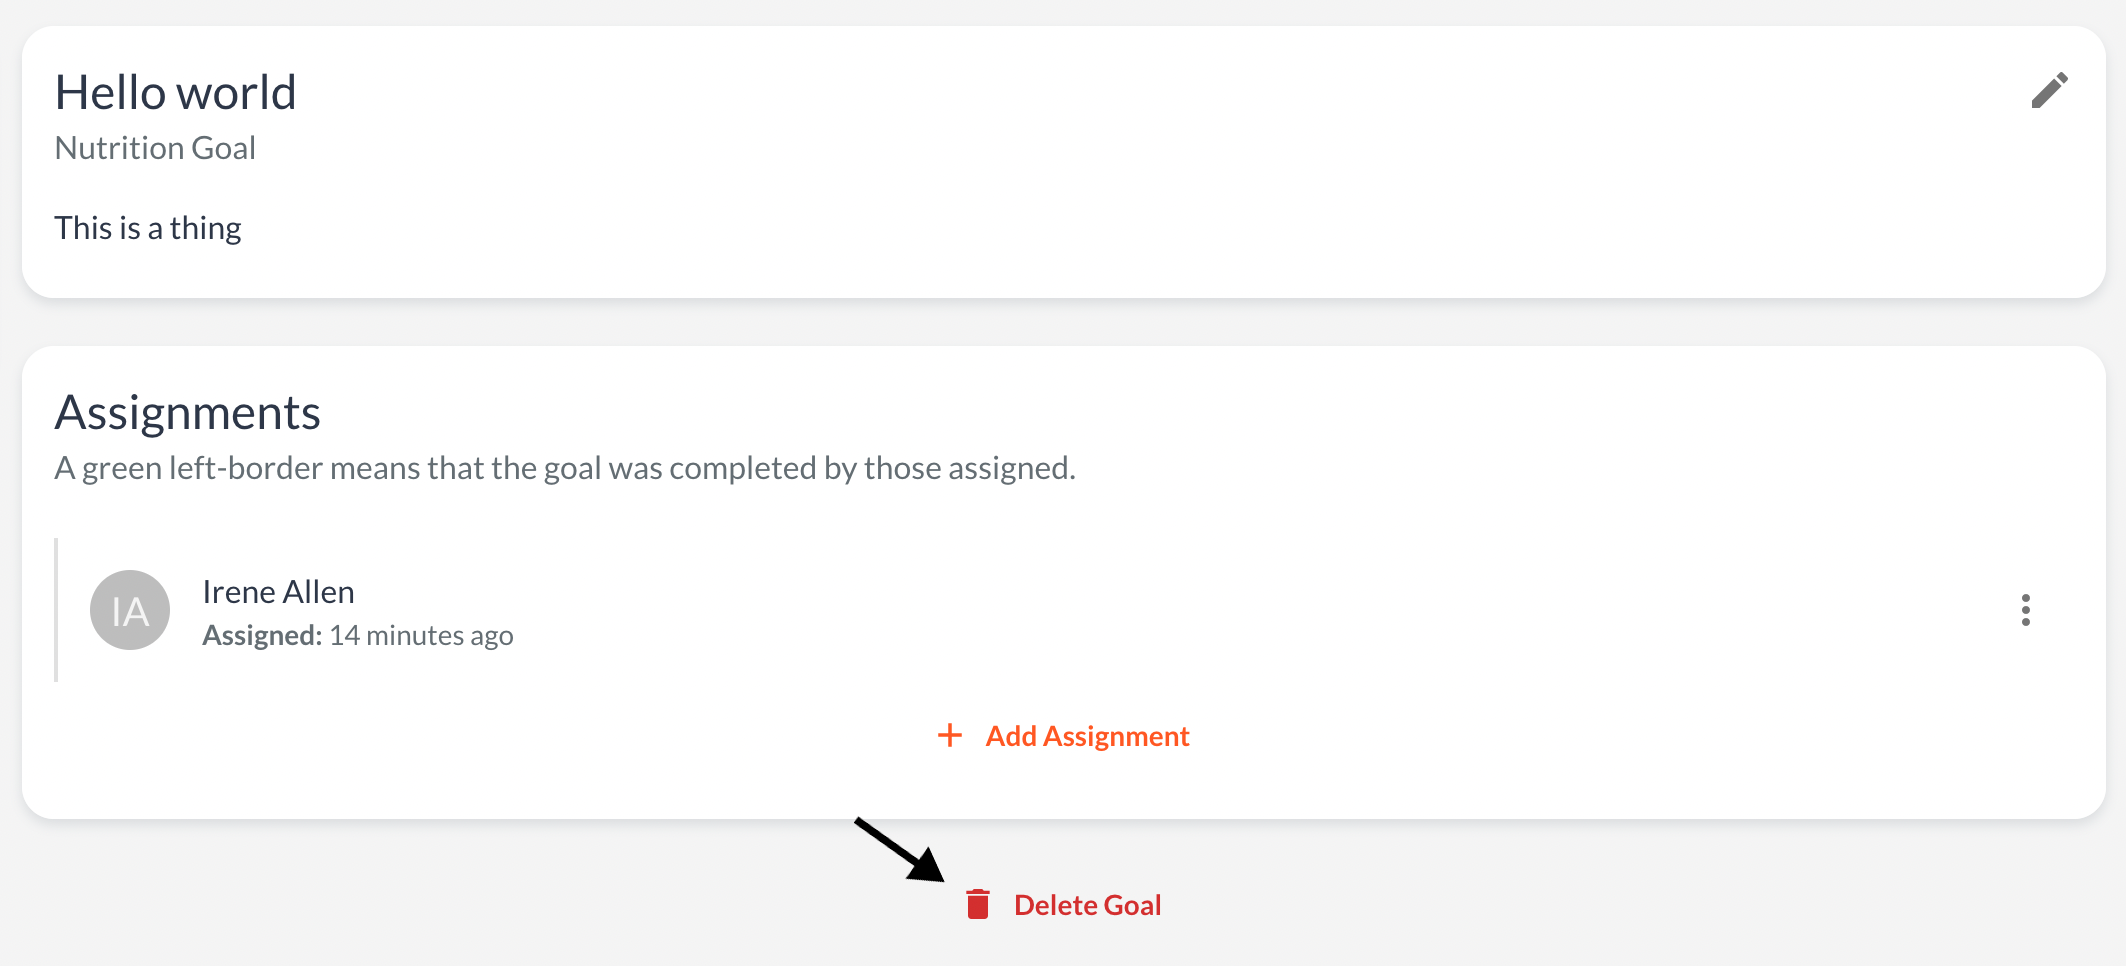 Hello world
Nutrition Goal
This is a thing
Assignments
A green left-border means that the goal was completed by those assigned.
IA
Irene Allen
Assigned: 14 minutes ago
Add Assignment
Delete Goal